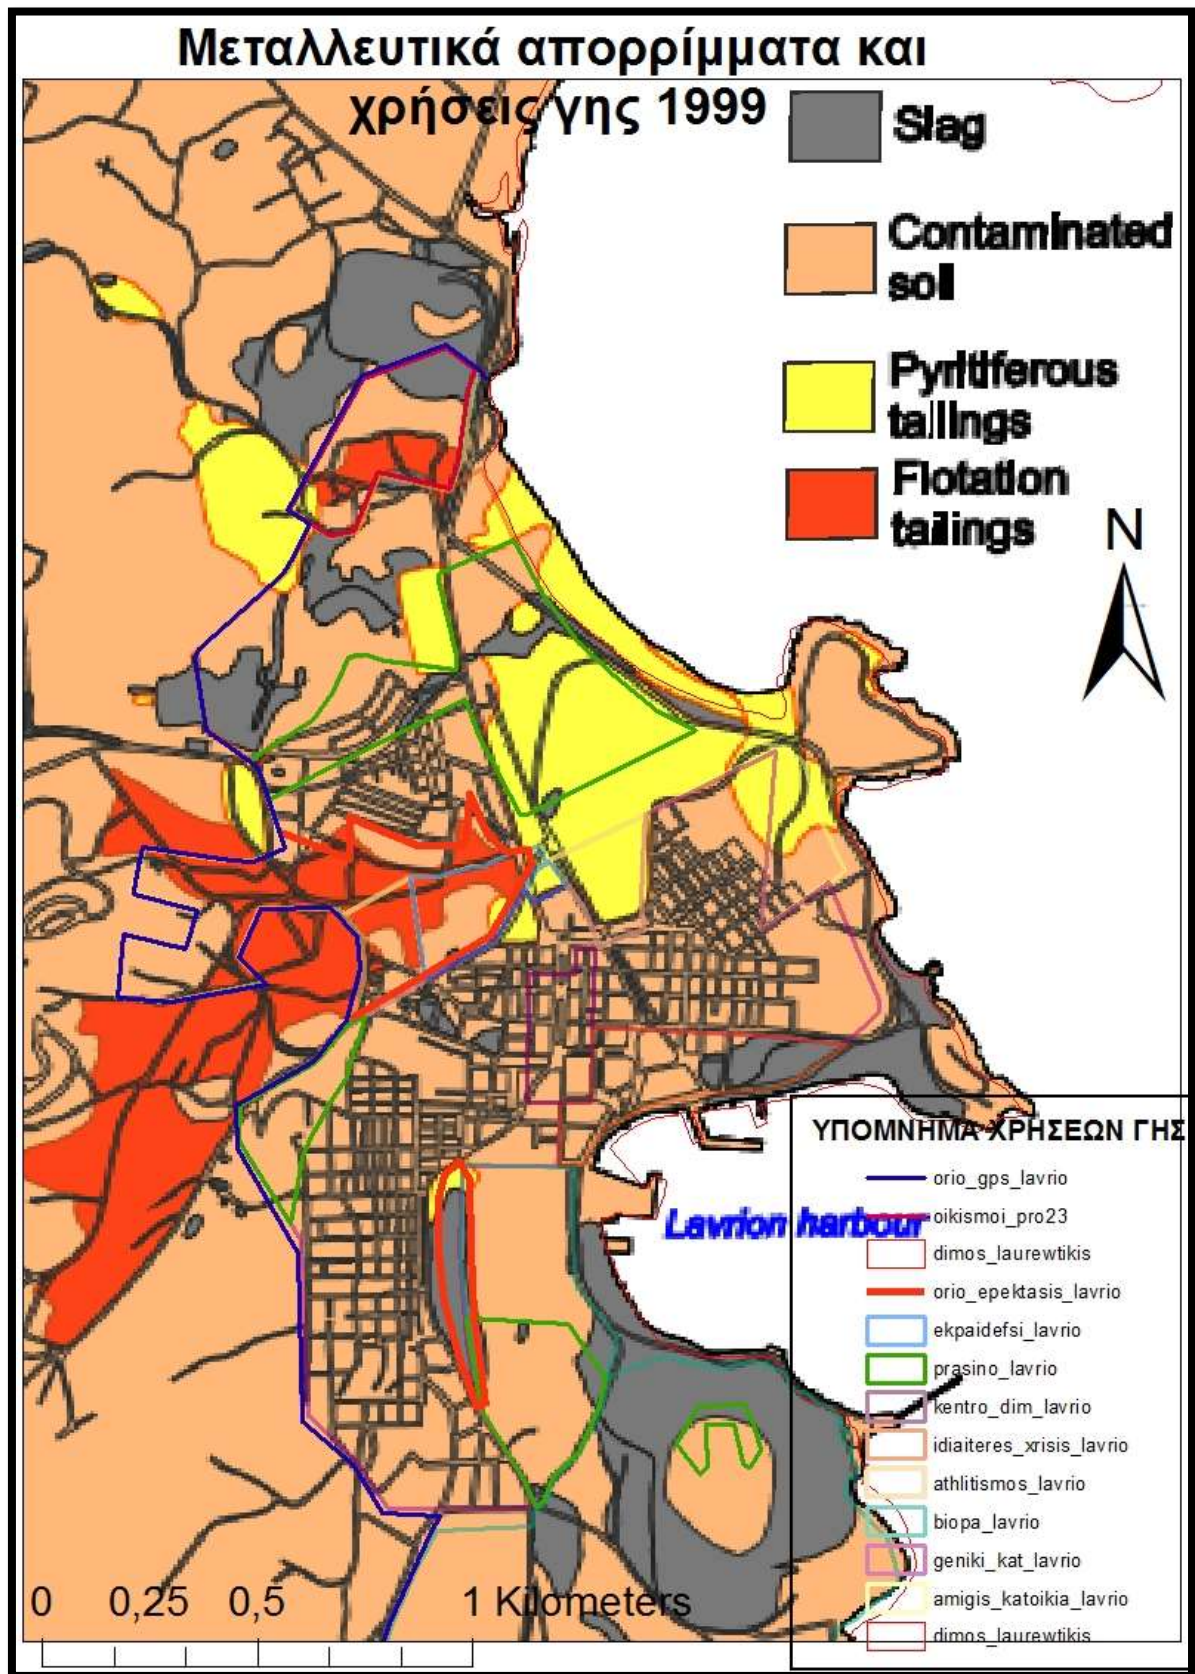 Μεταλλευτικά απορρίμματα και
χρήσεις γης 1999
Slag
Contaminated
soil
Pyritiferous
tailings
Flotation
tailings
N
Lavrion harbour
ΥΠΟΜΝΗΜΑ ΧΡΗΣΕΩΝ ΓΗΣ
orio_gps_lavrio
oikismoi_pro23
dimos_laurewtikis
orio_epektasis_lavrio
ekpaidefsi_lavrio
prasino_lavrio
kentro_dim_lavrio
idiaiteres_xrisis_lavrio
athlitismos_lavrio
biopa_lavrio
geniki_kat_lavrio
amigis_katoikia_lavrio
dimos_laurewtikis
0 0,25 0,5 1 Kilometers